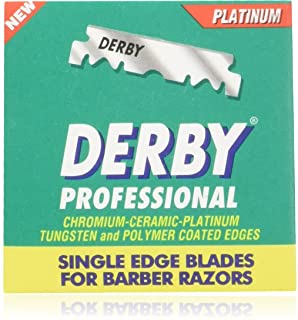 NEW
PLATINUM
DERBY
DERBY®
PROFESSIONAL
CHROMIUM-CERAMIC-PLATINUM
TUNGSTEN and POLYMER COATED EDGES
SINGLE EDGE BLADES
FOR BARBER RAZORS